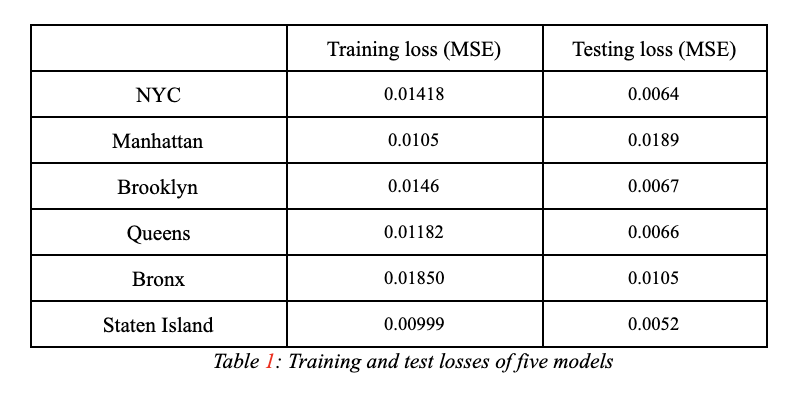 Training loss (MSE) Testing loss (MSE)
NYC 0.01418 0.0064
Manhattan 0.0105 0.0189
Brooklyn 0.0146 0.0067
Queens 0.01182 0.0066
Bronx 0.01850 0.0105
Staten Island 0.00999 0.0052
Table 1: Training and test losses of five models